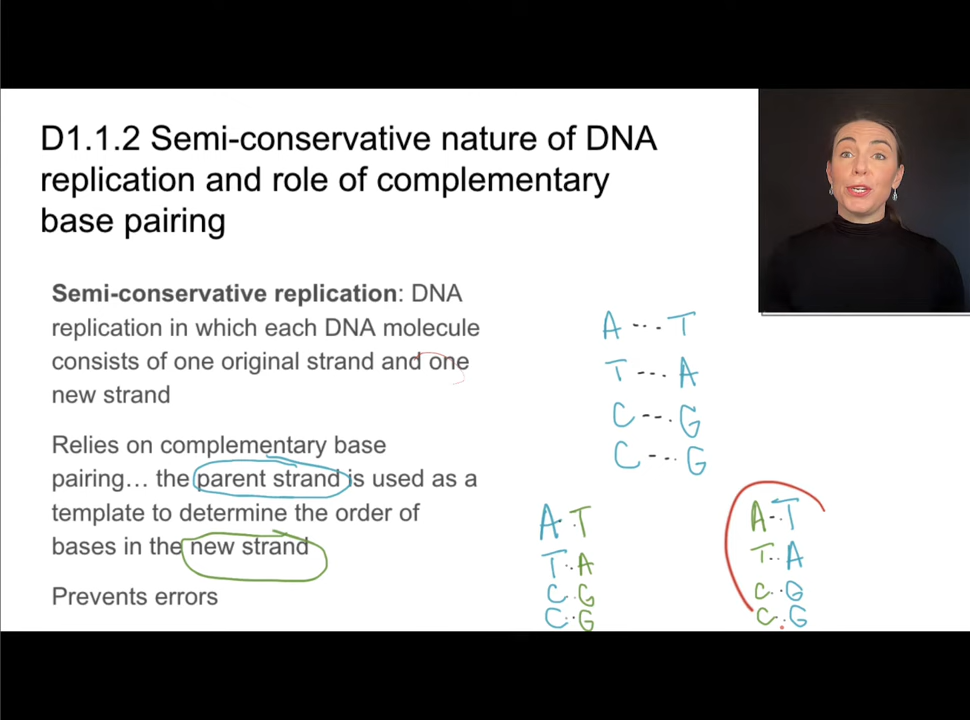 D1.1.2 Semi-conservative nature of DNA
replication and role of complementary
base pairing
Semi-conservative replication: DNA
replication in which each DNA molecule
consists of one original strand and one
new strand
Relies on complementary base
pairing… the parent strand is used as a
template to determine the order of
bases in the new strand
Prevents errors
A---T
T---A
C---G
C---G
A·T
T··A
C·G
C··G
A--T
T··A
C··G
C·G